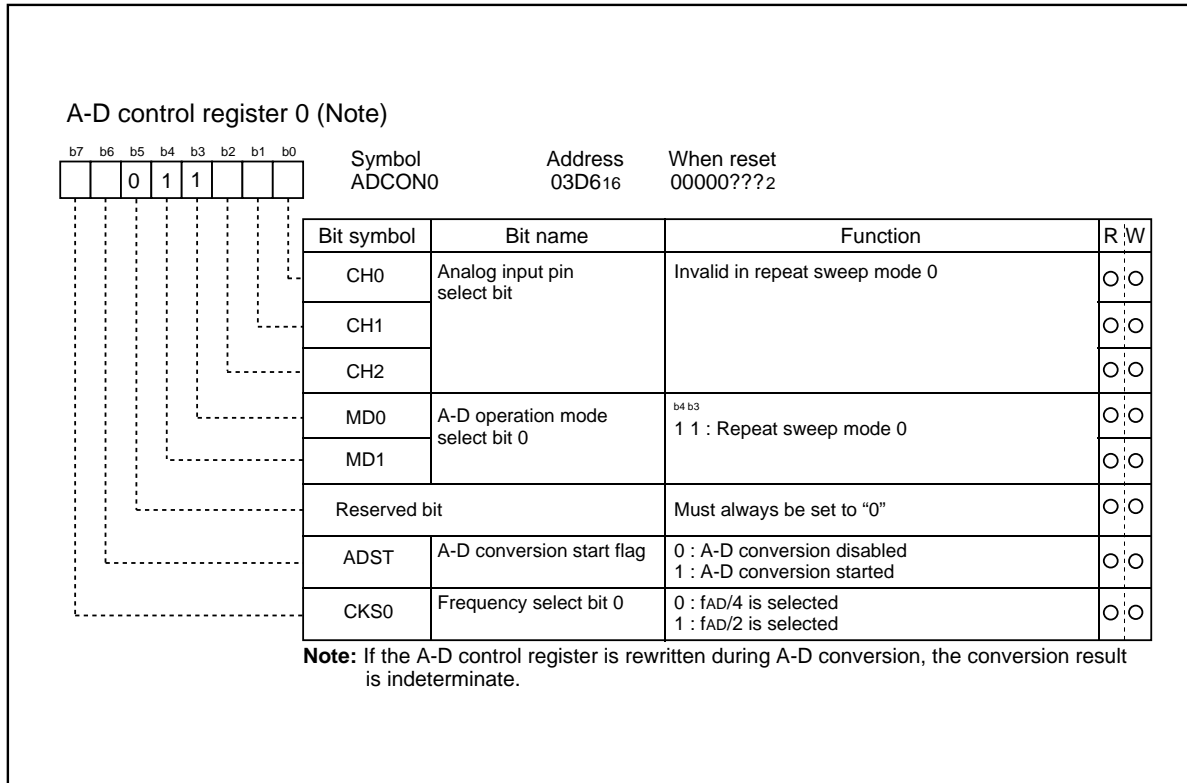 A-D control register 0 (Note)
b7 b6 b5 b4 b3 b2 b1 b0
0 1 1
Symbol Address When reset
ADCON0 03D616 00000???2
Bit symbol Bit name Function R W
CH0 Analog input pin Invalid in repeat sweep mode 0
select bit
CH1
CH2
MD0 A-D operation mode b4 b3
select bit 0 1 1 : Repeat sweep mode 0
MD1
Reserved bit Must always be set to “0”
ADST A-D conversion start flag 0 : A-D conversion disabled
1 : A-D conversion started
CKS0 Frequency select bit 0 0 : fAD/4 is selected
1 : fAD/2 is selected
Note: If the A-D control register is rewritten during A-D conversion, the conversion result
is indeterminate.